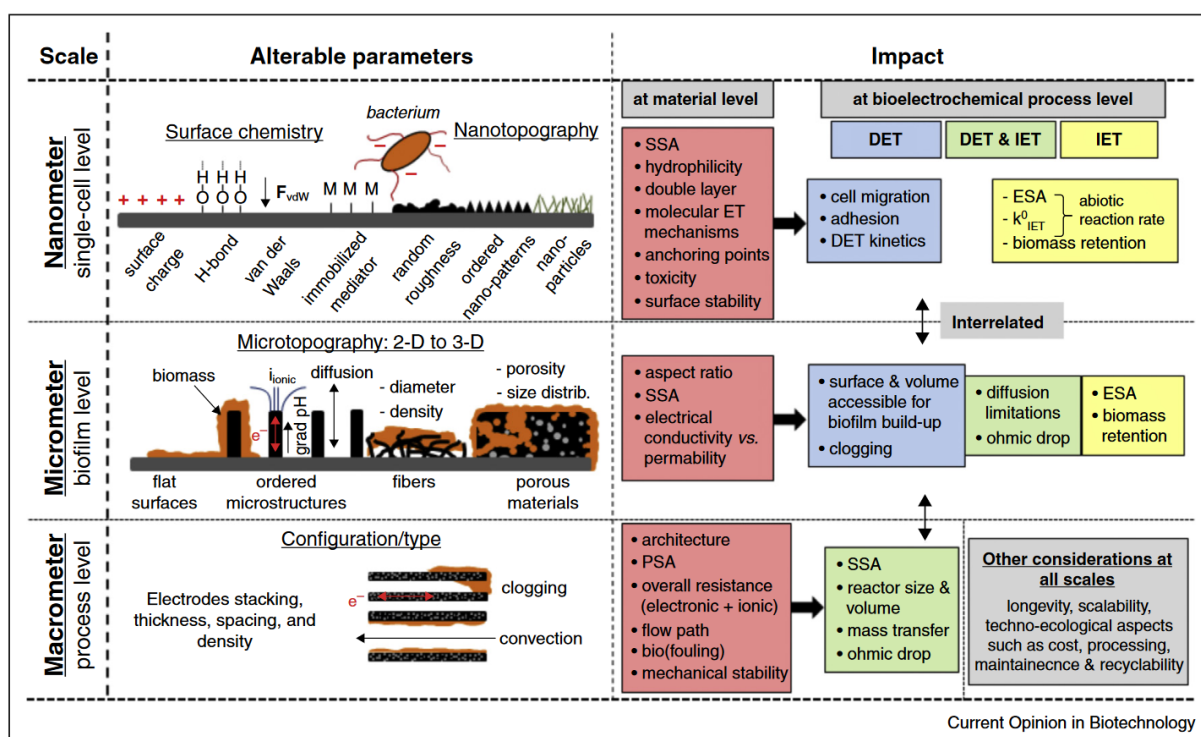 Scale
Alterable parameters
Impact
at material level
at bioelectrochemical process level
DET
DET & IET
IET
Nanometer
single-cell level
Surface chemistry
bacterium
Nanotopography
+ + + +
H H H
O O O
F vdW
M M M
surface
charge
H-bond
van der
Waals
immobilized
mediator
random
roughness
ordered
nano-patterns
nano-
particles
• SSA
• hydrophilicity
• double layer
• molecular ET
mechanisms
• anchoring points
• toxicity
• surface stability
• cell migration
• adhesion
• DET kinetics
- ESA
- k⁰IET
- biomass retention
abiotic
reaction rate
Interrelated
Micrometer
biofilm level
Microtopography: 2-D to 3-D
biomass
i ionic
diffusion
e⁻
grad pH
- diameter
- density
- porosity
- size distrib.
flat
surfaces
ordered
microstructures
fibers
porous
materials
• aspect ratio
• SSA
• electrical
conductivity vs.
permability
• surface & volume
accessible for
biofilm build-up
• clogging
• diffusion
limitations
• ohmic drop
• ESA
• biomass
retention
Macrometer
process level
Configuration/type
Electrodes stacking,
thickness, spacing, and
density
e⁻
clogging
convection
• architecture
• PSA
• overall resistance
(electronic + ionic)
• flow path
• bio(fouling)
• mechanical stability
• SSA
• reactor size &
volume
• mass transfer
• ohmic drop
Other considerations at
all scales
longevity, scalability,
techno-ecological aspects
such as cost, processing,
maintainecnce & recyclability
Current Opinion in Biotechnology